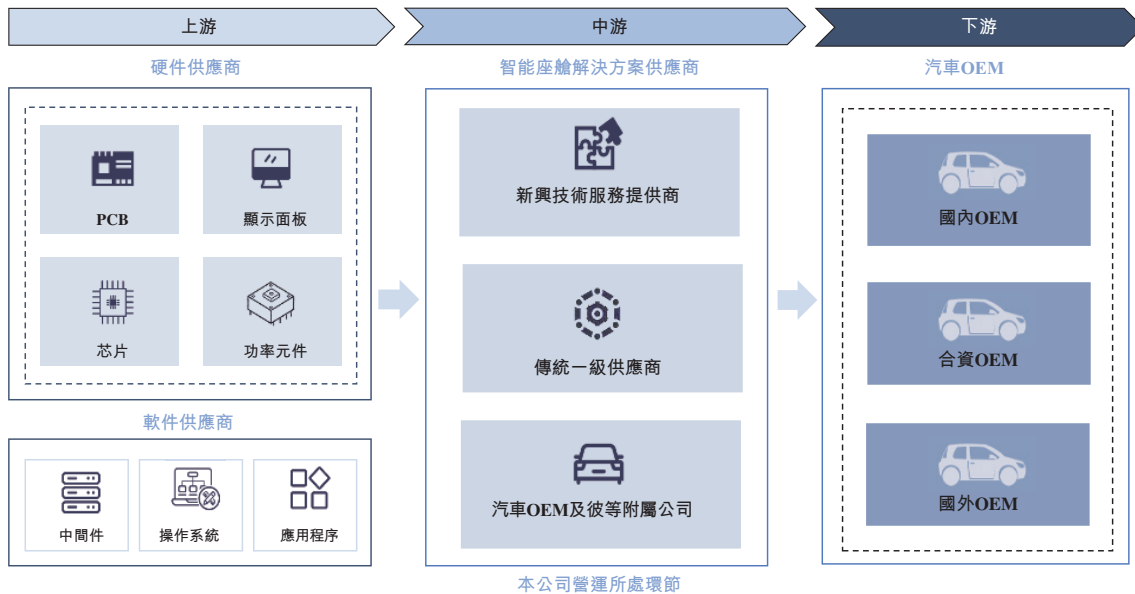 上游
中游
下游
硬件供應商
智能座艙解決方案供應商
汽車OEM
PCB
顯示面板
芯片
功率元件
軟件供應商
中間件
操作系統
應用程序
新興技術服務提供商
傳統一級供應商
汽車OEM及彼等附屬公司
本公司營運所處環節
國內OEM
合資OEM
國外OEM